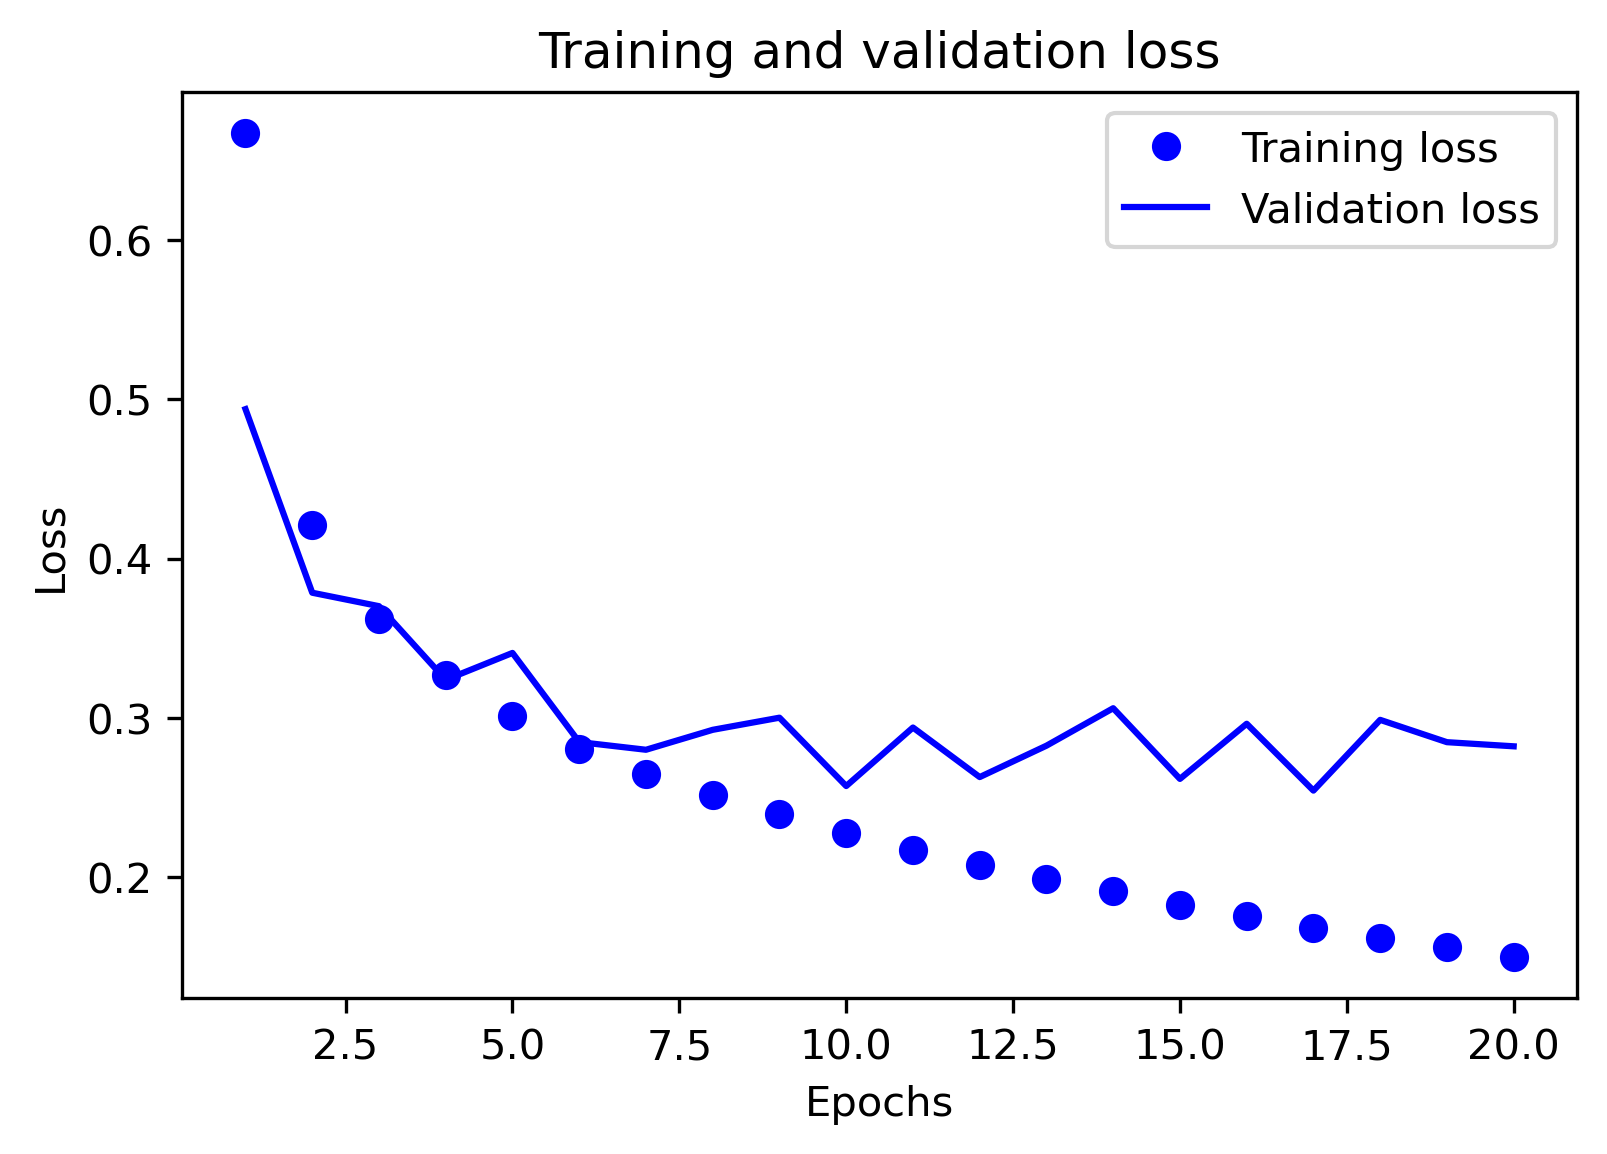 Training and validation loss
Training loss
Validation loss
Loss
0.6
0.5
0.4
0.3
0.2
2.5 5.0 7.5 10.0 12.5 15.0 17.5 20.0
Epochs